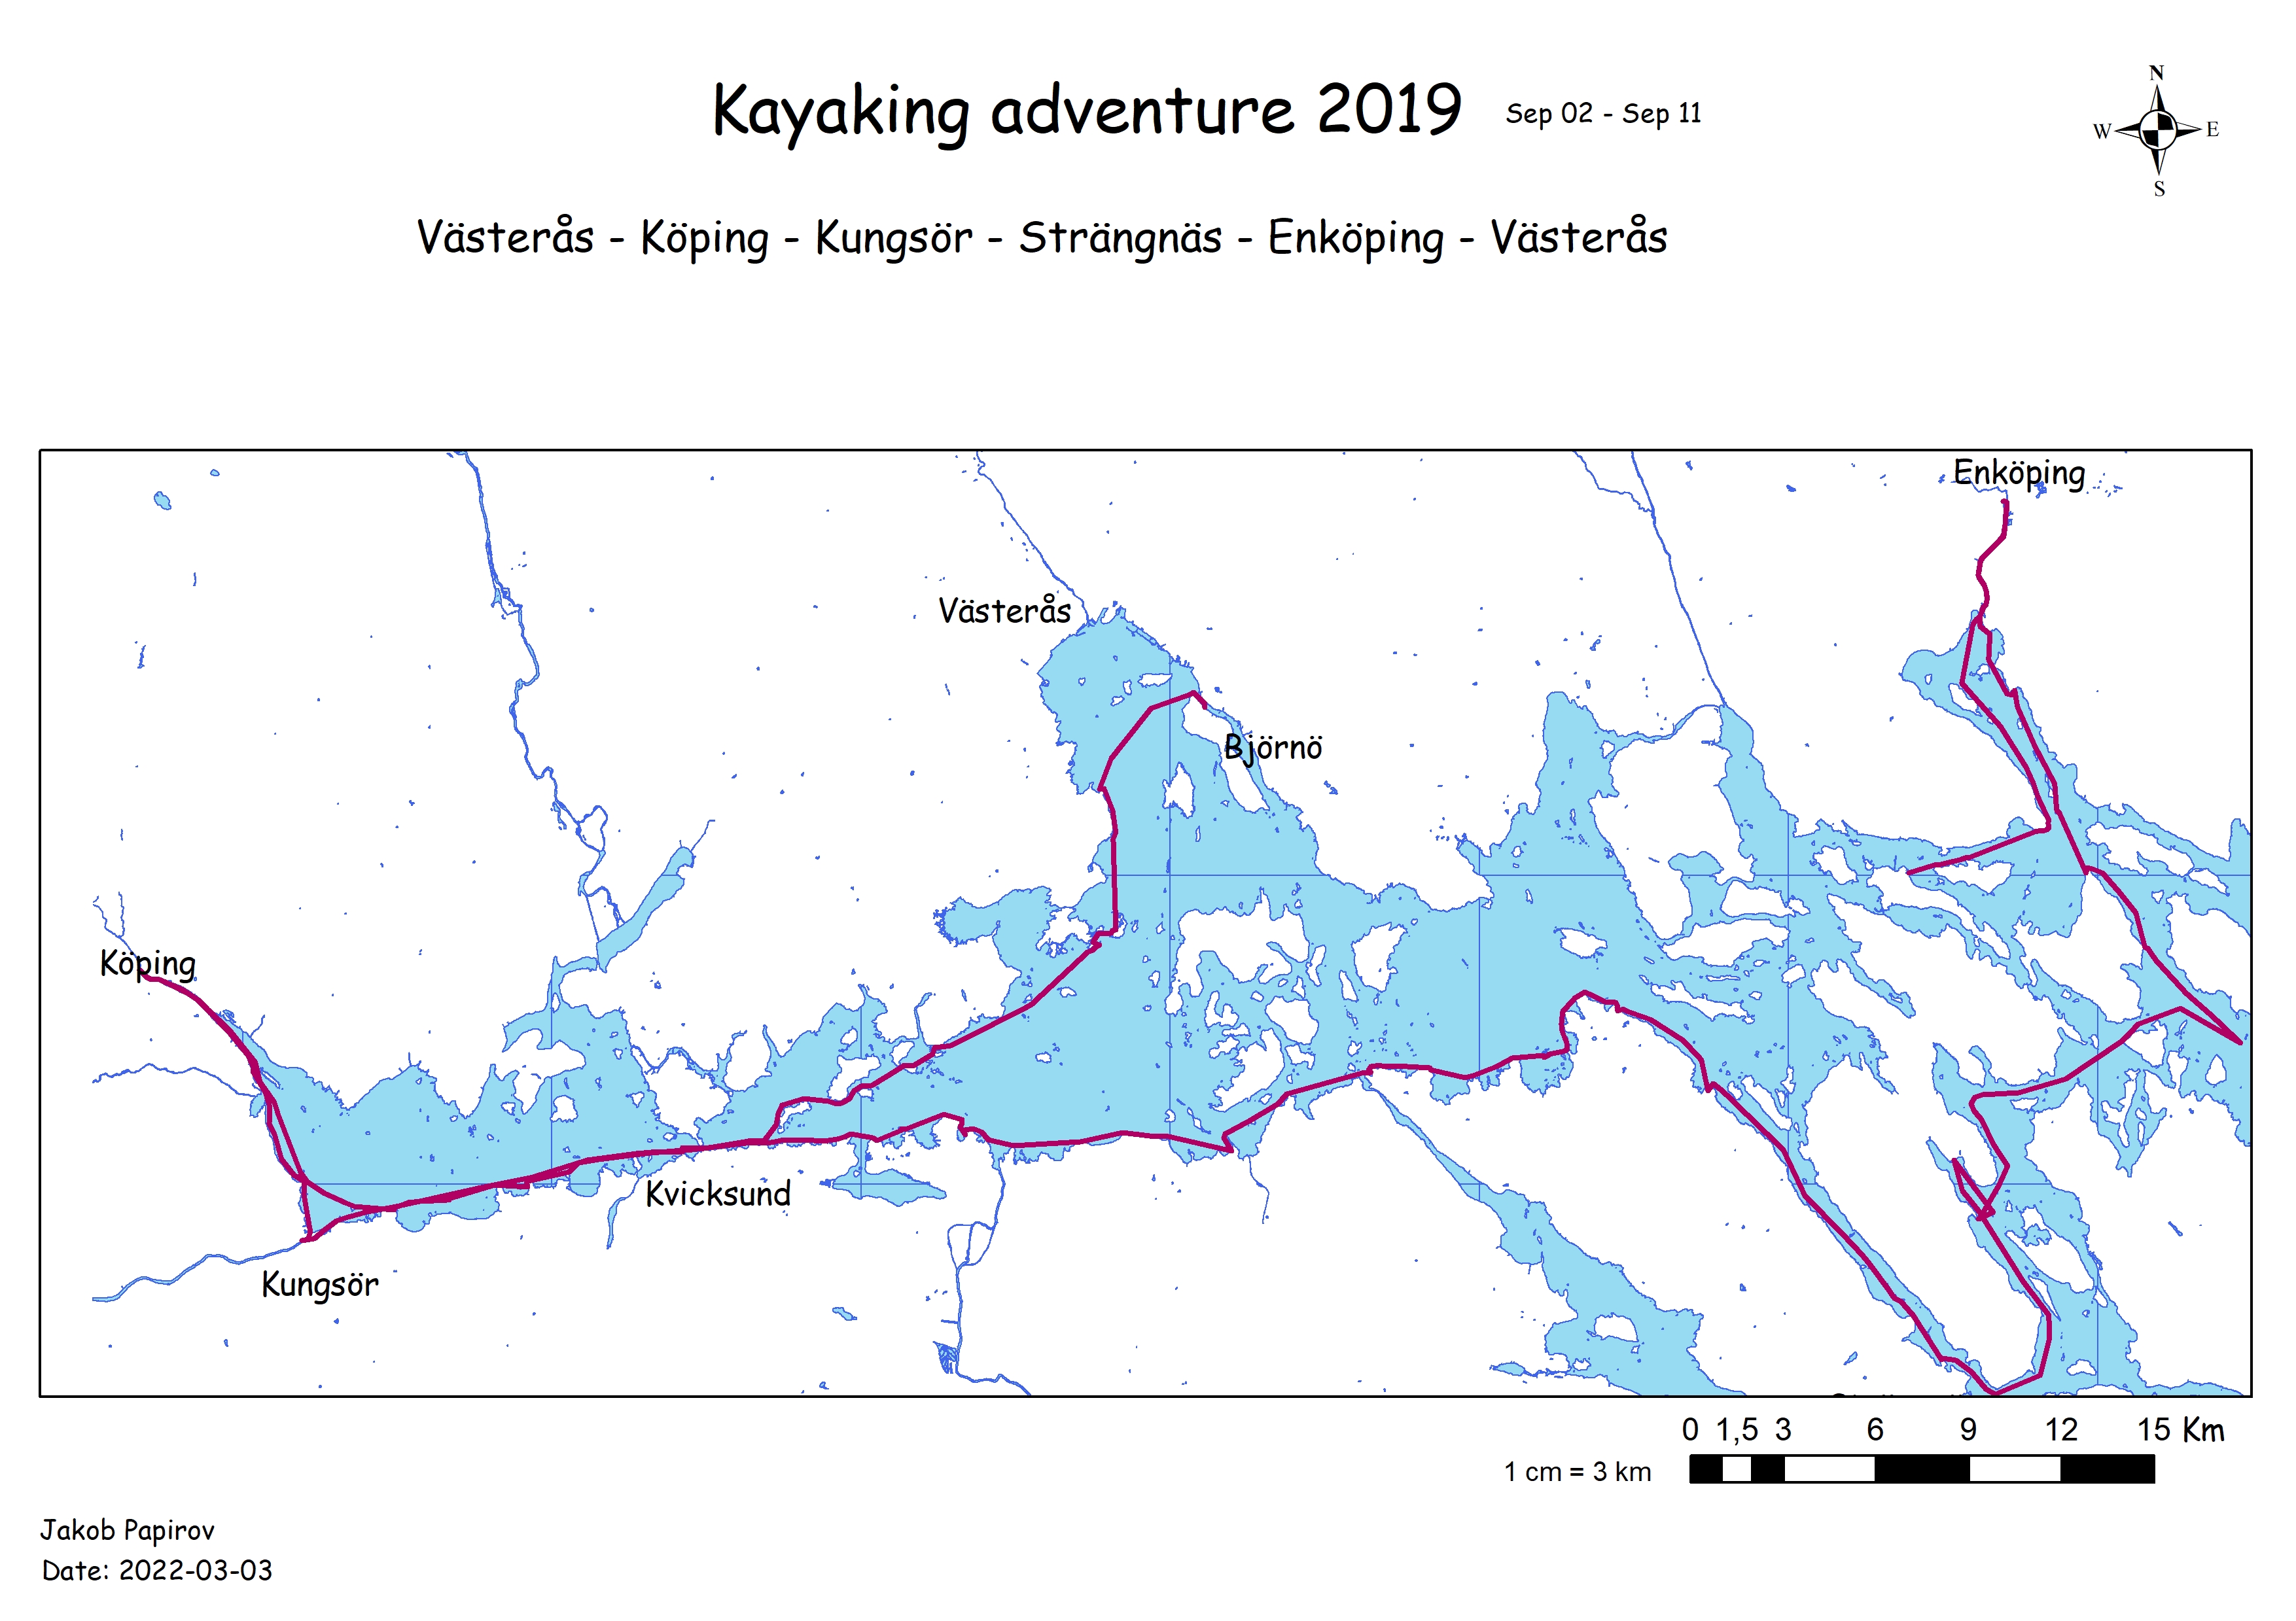 Kayaking adventure 2019 Sep 02 - Sep 11
N
W E
S
Västerås - Köping - Kungsör - Strängnäs - Enköping - Västerås
Enköping
Västerås
Björnö
Köping
Kvicksund
Kungsör
0 1,5 3 6 9 12 15 Km
1 cm = 3 km
Jakob Papirov
Date: 2022-03-03